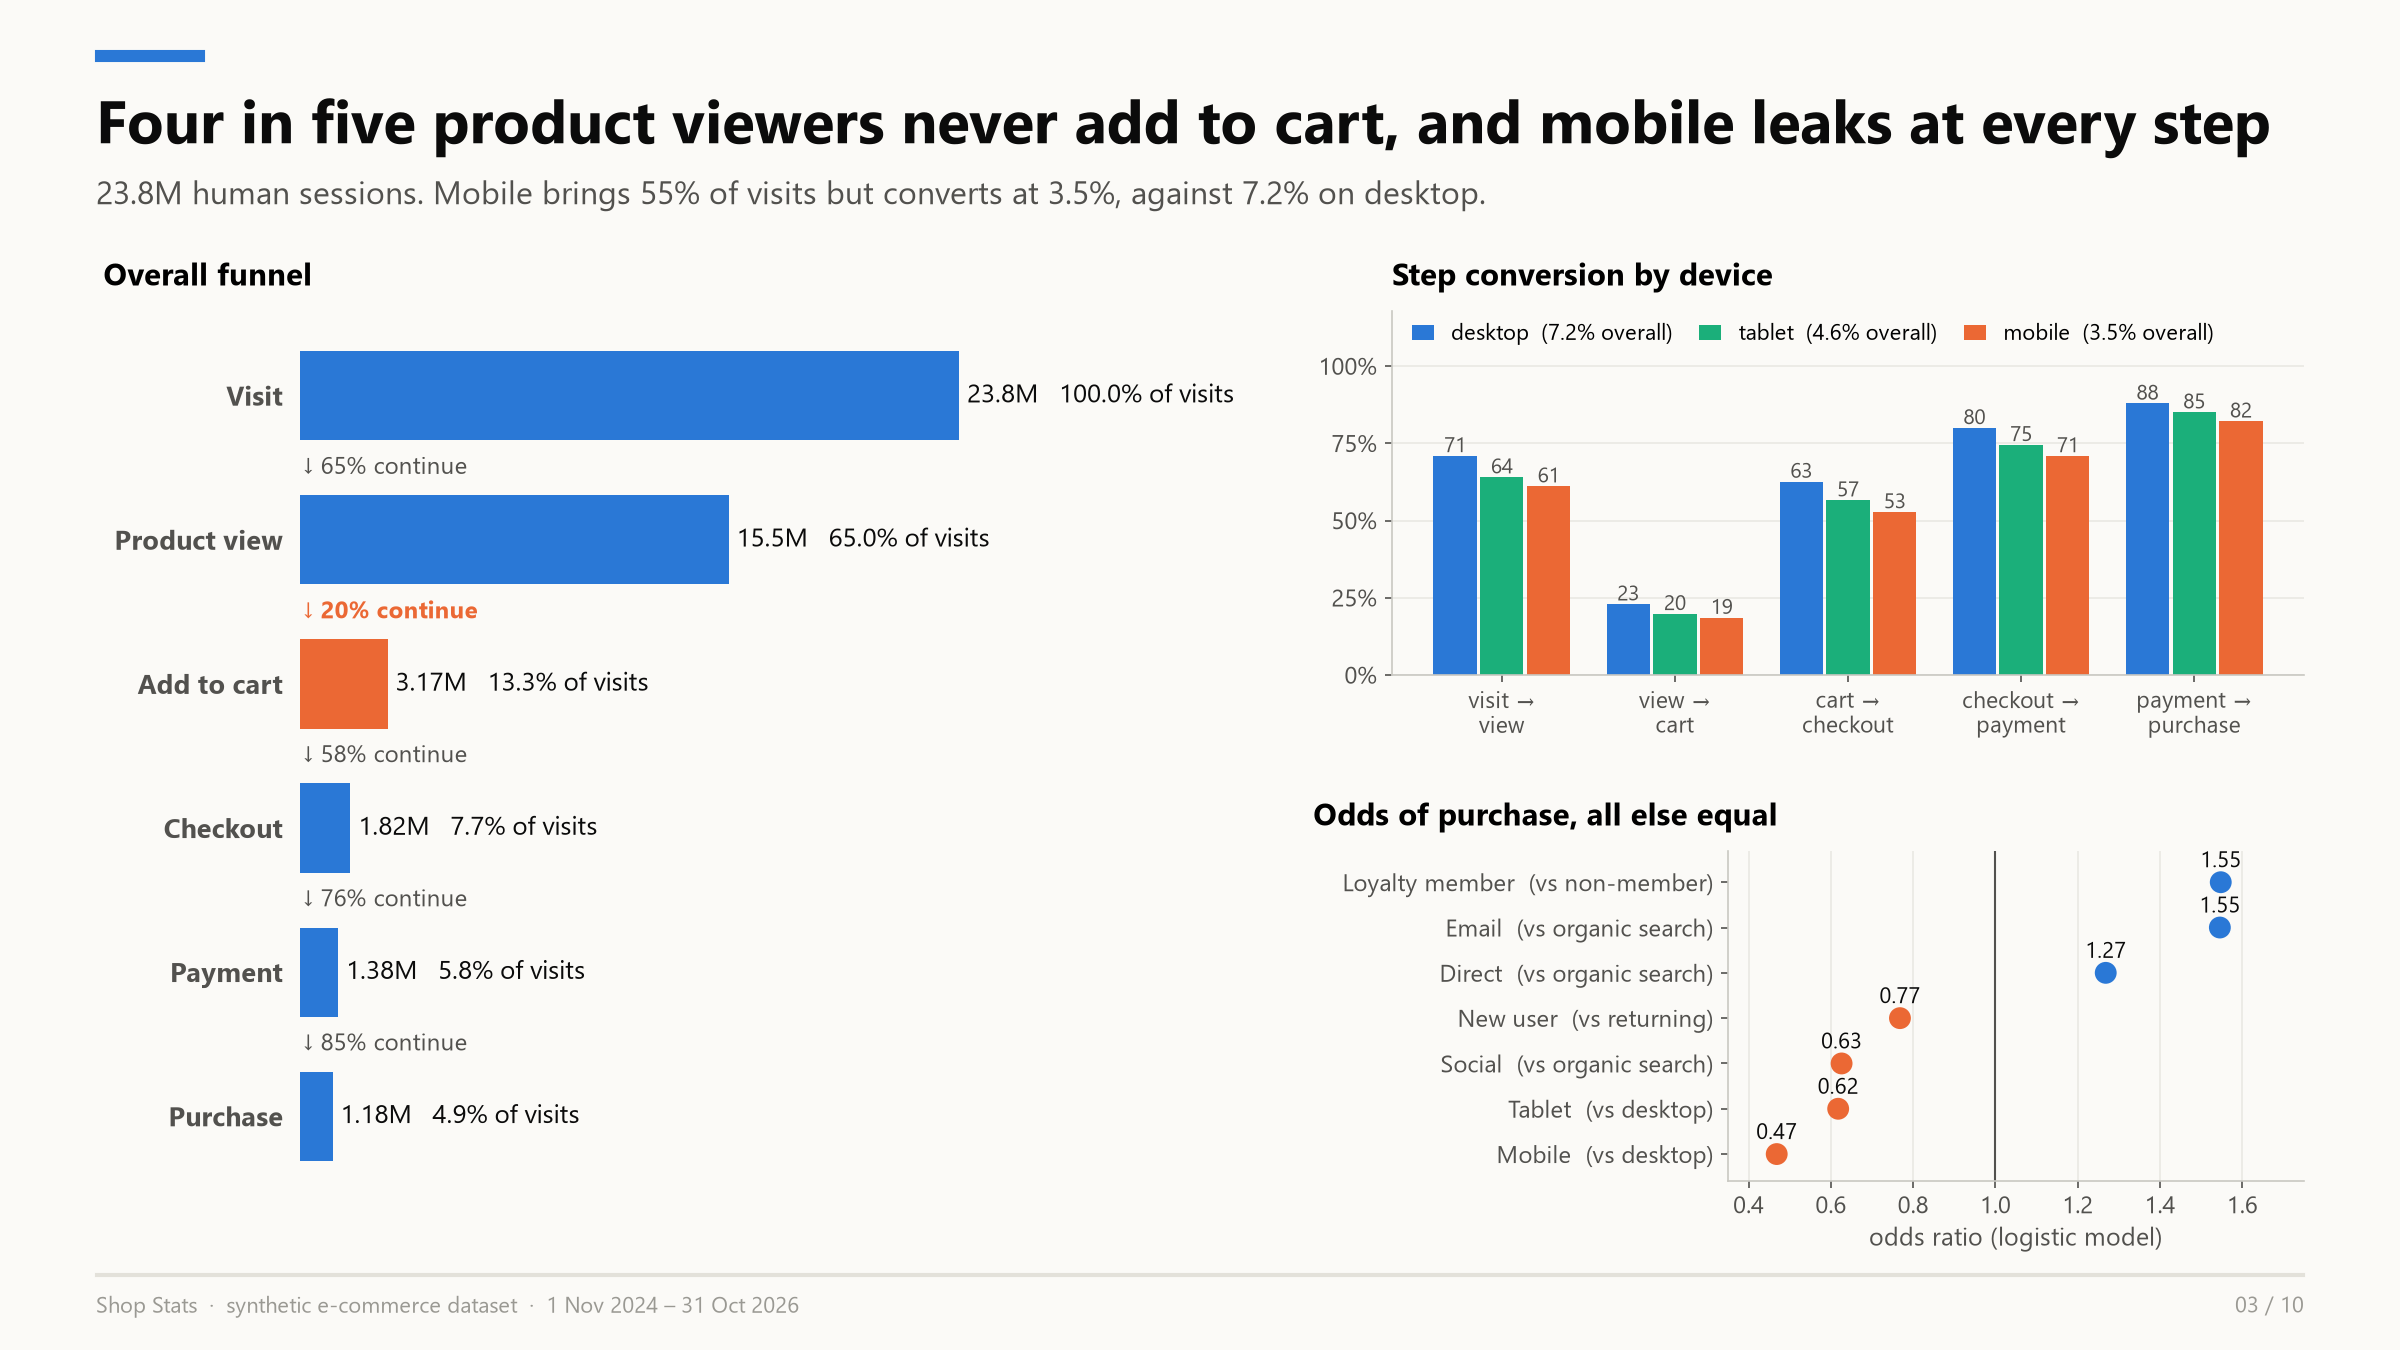 Four in five product viewers never add to cart, and mobile leaks at every step
23.8M human sessions. Mobile brings 55% of visits but converts at 3.5%, against 7.2% on desktop.
Overall funnel
Visit
23.8M 100.0% of visits
↓ 65% continue
Product view
15.5M 65.0% of visits
↓ 20% continue
Add to cart
3.17M 13.3% of visits
↓ 58% continue
Checkout
1.82M 7.7% of visits
↓ 76% continue
Payment
1.38M 5.8% of visits
↓ 85% continue
Purchase
1.18M 4.9% of visits
Step conversion by device
desktop (7.2% overall) tablet (4.6% overall) mobile (3.5% overall)
100%
75%
50%
25%
0%
71 64 61
23 20 19
63 57 53
80 75 71
88 85 82
visit →
view
view →
cart
cart →
checkout
checkout →
payment
payment →
purchase
Odds of purchase, all else equal
Loyalty member (vs non-member) 1.55
Email (vs organic search) 1.55
Direct (vs organic search) 1.27
New user (vs returning) 0.77
Social (vs organic search) 0.63
Tablet (vs desktop) 0.62
Mobile (vs desktop) 0.47
0.4 0.6 0.8 1.0 1.2 1.4 1.6
odds ratio (logistic model)
Shop Stats · synthetic e-commerce dataset · 1 Nov 2024 – 31 Oct 2026
03 / 10